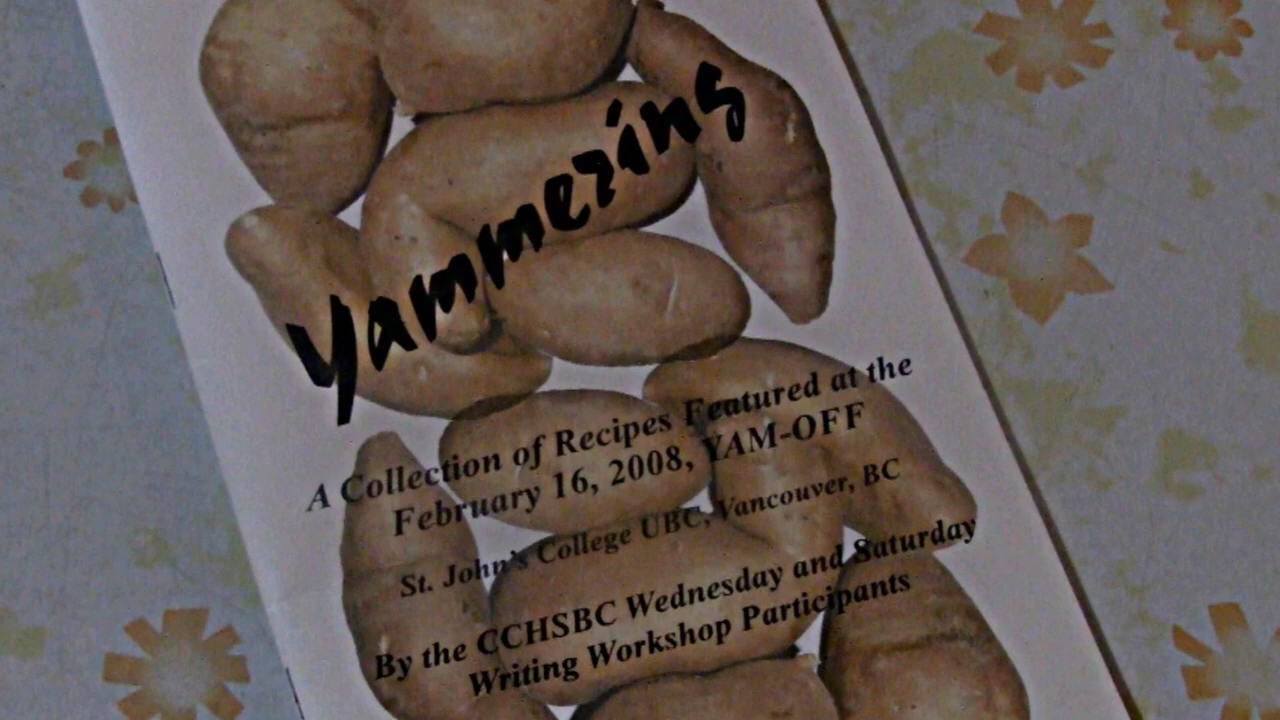 Yammering
A Collection of Recipes Featured at the
February 16, 2008, YAM-OFF
St. John's College UBC, Vancouver, BC
By the CCHSBC Wednesday and Saturday
Writing Workshop Participants